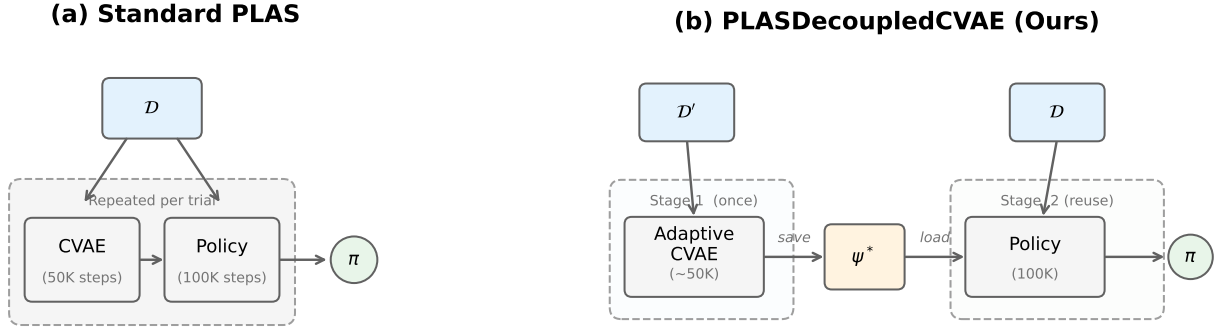 (a) Standard PLAS
𝒟
Repeated per trial
CVAE
(50K steps)
Policy
(100K steps)
π
(b) PLASDecoupledCVAE (Ours)
𝒟′
𝒟
Stage 1 (once)
Adaptive
CVAE
(~50K)
save
ψ*
load
Stage 2 (reuse)
Policy
(100K)
π